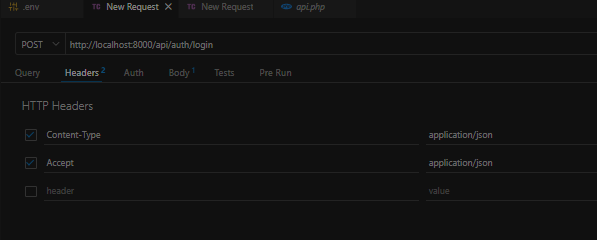 .env TC New Request TC New Request api.php
POST http://localhost:8000/api/auth/login
Query Headers 2 Auth Body 1 Tests Pre Run
HTTP Headers
Content-Type application/json
Accept application/json
header value